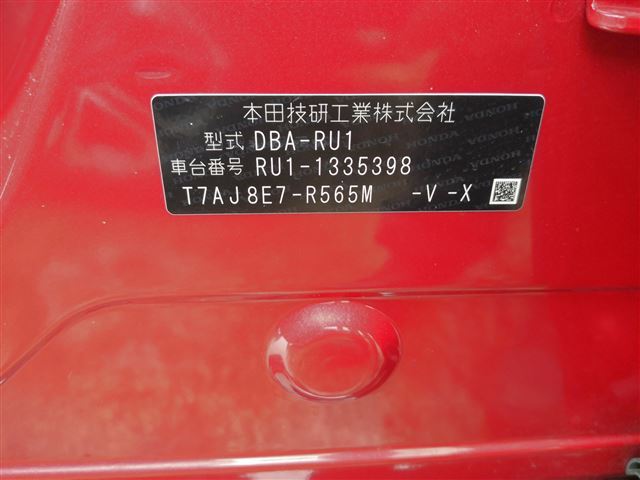 本田技研工業株式会社
型式 DBA-RU1
車台番号 RU1-1335398
T7AJ8E7-R565M -V -X